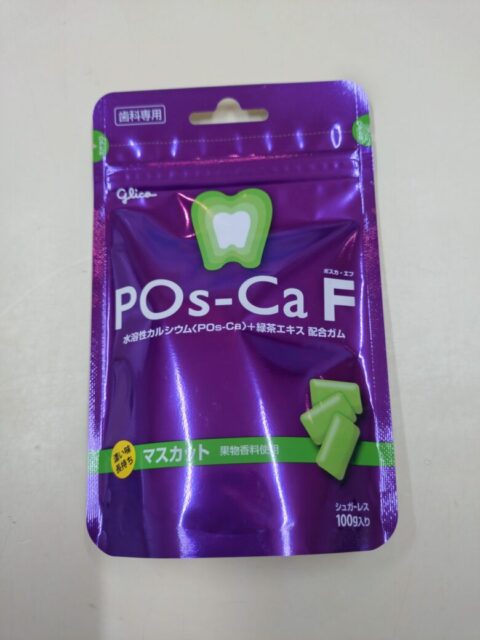 歯科専用
glico
ポスカ・エフ
POs-Ca F
水溶性カルシウム〈POs-Ca〉+緑茶エキス 配合ガム
濃い味
長持ち
マスカット 果物香料使用
シュガーレス
100g入り